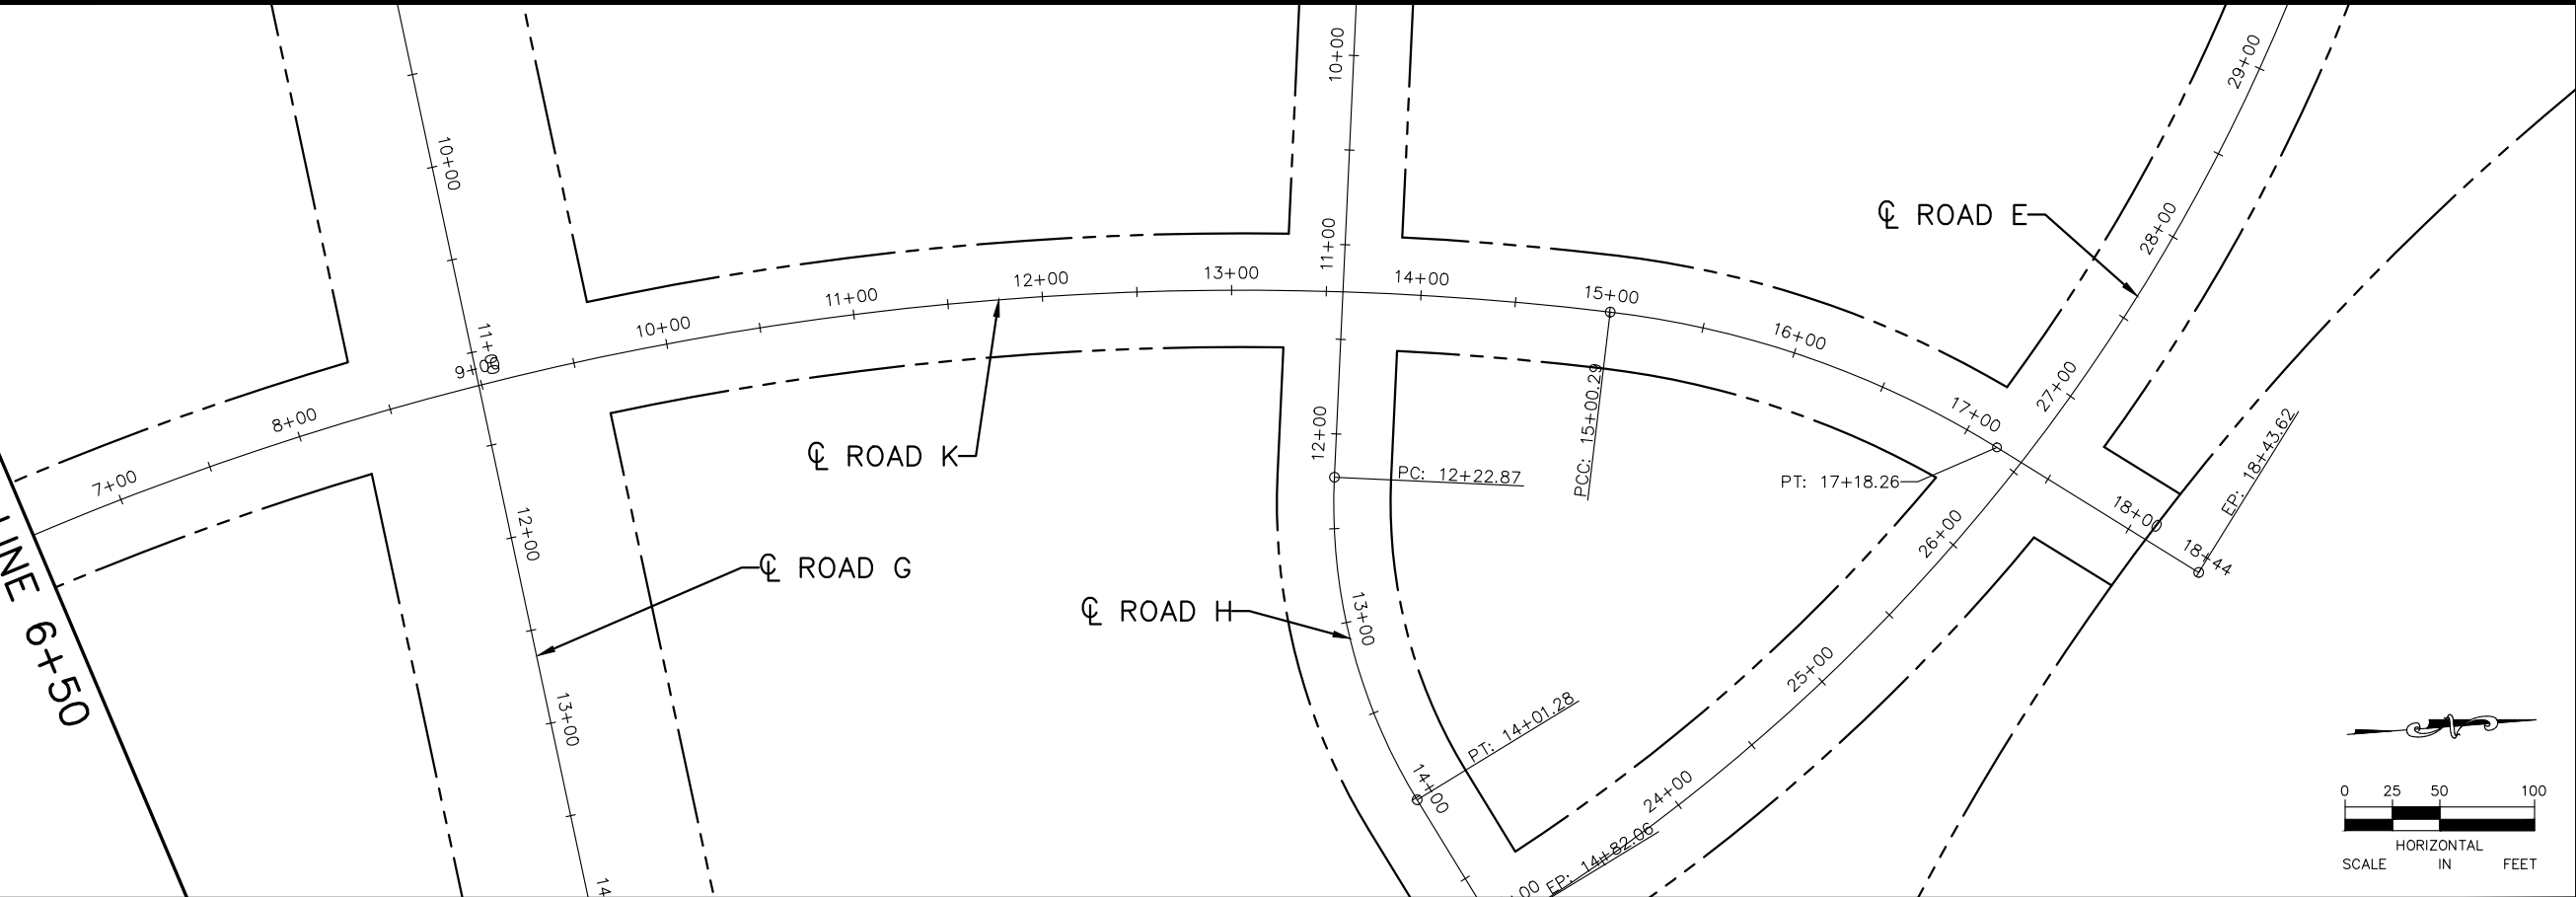 10+00
10+00
29+00
28+00
℄ ROAD E
11+00
11+00
9+00
8+00
7+00
10+00
11+00
12+00
13+00
14+00
15+00
16+00
17+00
27+00
℄ ROAD K
12+00
PC: 12+22.87
PCC: 15+00.29
PT: 17+18.26
EP: 18+43.62
18+00
18+44
26+00
12+00
℄ ROAD G
℄ ROAD H
13+00
LINE 6+50
13+00
25+00
PT: 14+01.28
14+00
24+00
EP: 14+82.06
0 25 50 100
HORIZONTAL
SCALE IN FEET